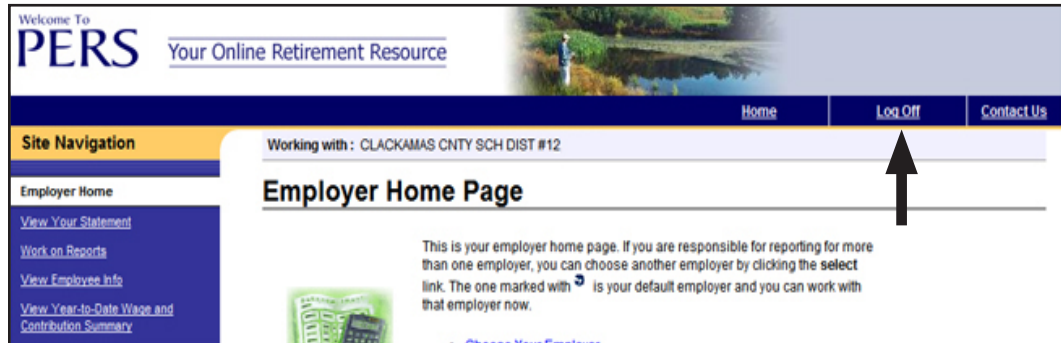 Welcome To
PERS
Your Online Retirement Resource
Home
Log Off
Contact Us
Site Navigation
Working with : CLACKAMAS CNTY SCH DIST #12
Employer Home
Employer Home Page
View Your Statement
Work on Reports
View Employee Info
View Year-to-Date Wage and
Contribution Summary
This is your employer home page. If you are responsible for reporting for more
than one employer, you can choose another employer by clicking the select
link. The one marked with is your default employer and you can work with
that employer now.
Choose Your Employer